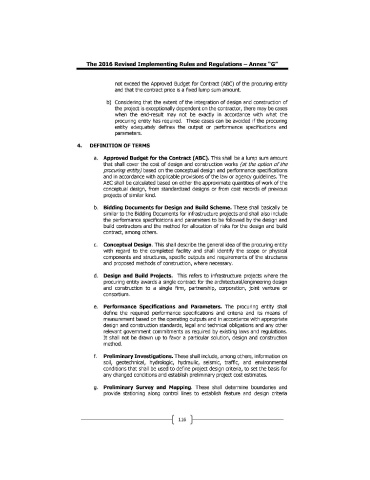 The 2016 Revised Implementing Rules and Regulations – Annex "G"
not exceed the Approved Budget for Contract (ABC) of the procuring entity
and that the contract price is a fixed lump sum amount.
b) Considering that the extent of the integration of design and construction of
the project is exceptionally dependent on the contractor, there may be cases
when the end-result may not be exactly in accordance with what the
procuring entity has required. These cases can be avoided if the procuring
entity adequately defines the output or performance specifications and
parameters.
4. DEFINITION OF TERMS
a. Approved Budget for the Contract (ABC). This shall be a lump sum amount
that shall cover the cost of design and construction works (at the option of the
procuring entity) based on the conceptual design and performance specifications
and in accordance with applicable provisions of the law or agency guidelines. The
ABC shall be calculated based on either the approximate quantities of work of the
conceptual design, from standardized designs or from cost records of previous
projects of similar kind.
b. Bidding Documents for Design and Build Scheme. These shall basically be
similar to the Bidding Documents for infrastructure projects and shall also include
the performance specifications and parameters to be followed by the design and
build contractors and the method for allocation of risks for the design and build
contract, among others.
c. Conceptual Design. This shall describe the general idea of the procuring entity
with regard to the completed facility and shall identify the scope or physical
components and structures, specific outputs and requirements of the structures
and proposed methods of construction, where necessary.
d. Design and Build Projects. This refers to infrastructure projects where the
procuring entity awards a single contract for the architectural/engineering design
and construction to a single firm, partnership, corporation, joint venture or
consortium.
e. Performance Specifications and Parameters. The procuring entity shall
define the required performance specifications and criteria and its means of
measurement based on the operating outputs and in accordance with appropriate
design and construction standards, legal and technical obligations and any other
relevant government commitments as required by existing laws and regulations.
It shall not be drawn up to favor a particular solution, design and construction
method.
f. Preliminary Investigations. These shall include, among others, information on
soil, geotechnical, hydrologic, hydraulic, seismic, traffic, and environmental
conditions that shall be used to define project design criteria, to set the basis for
any changed conditions and establish preliminary project cost estimates.
g. Preliminary Survey and Mapping. These shall determine boundaries and
provide stationing along control lines to establish feature and design criteria